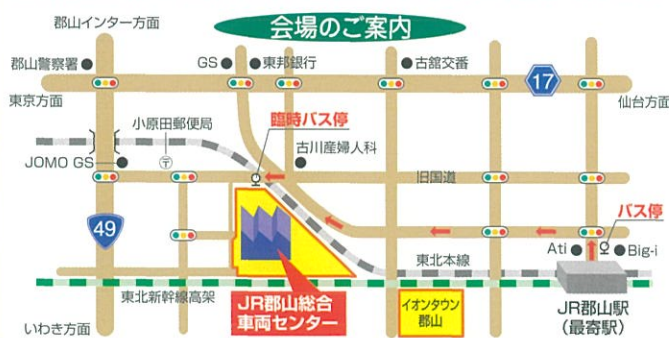 会場のご案内
郡山インター方面
郡山警察署
GS
東邦銀行
古舘交番
17
東京方面
仙台方面
小原田郵便局
臨時バス停
JOMO GS
〒
古川産婦人科
旧国道
49
バス停
Ati
Big-i
東北本線
東北新幹線高架
JR郡山総合
車両センター
イオンタウン
郡山
JR郡山駅
（最寄駅）
いわき方面